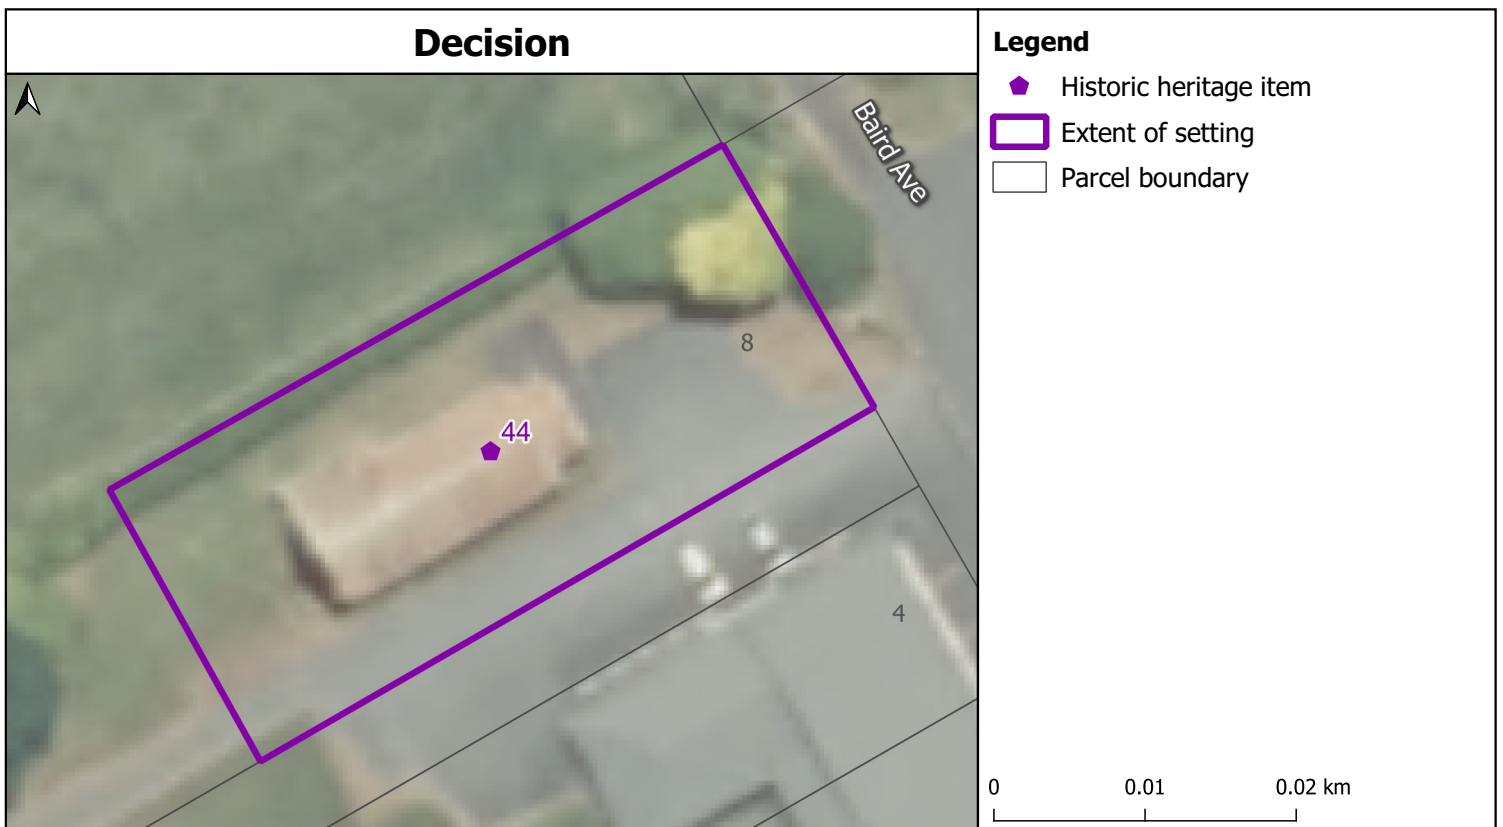 Decision
Legend
Historic heritage item
Extent of setting
Parcel boundary
Baird Ave
8
44
4
0 0.01 0.02 km